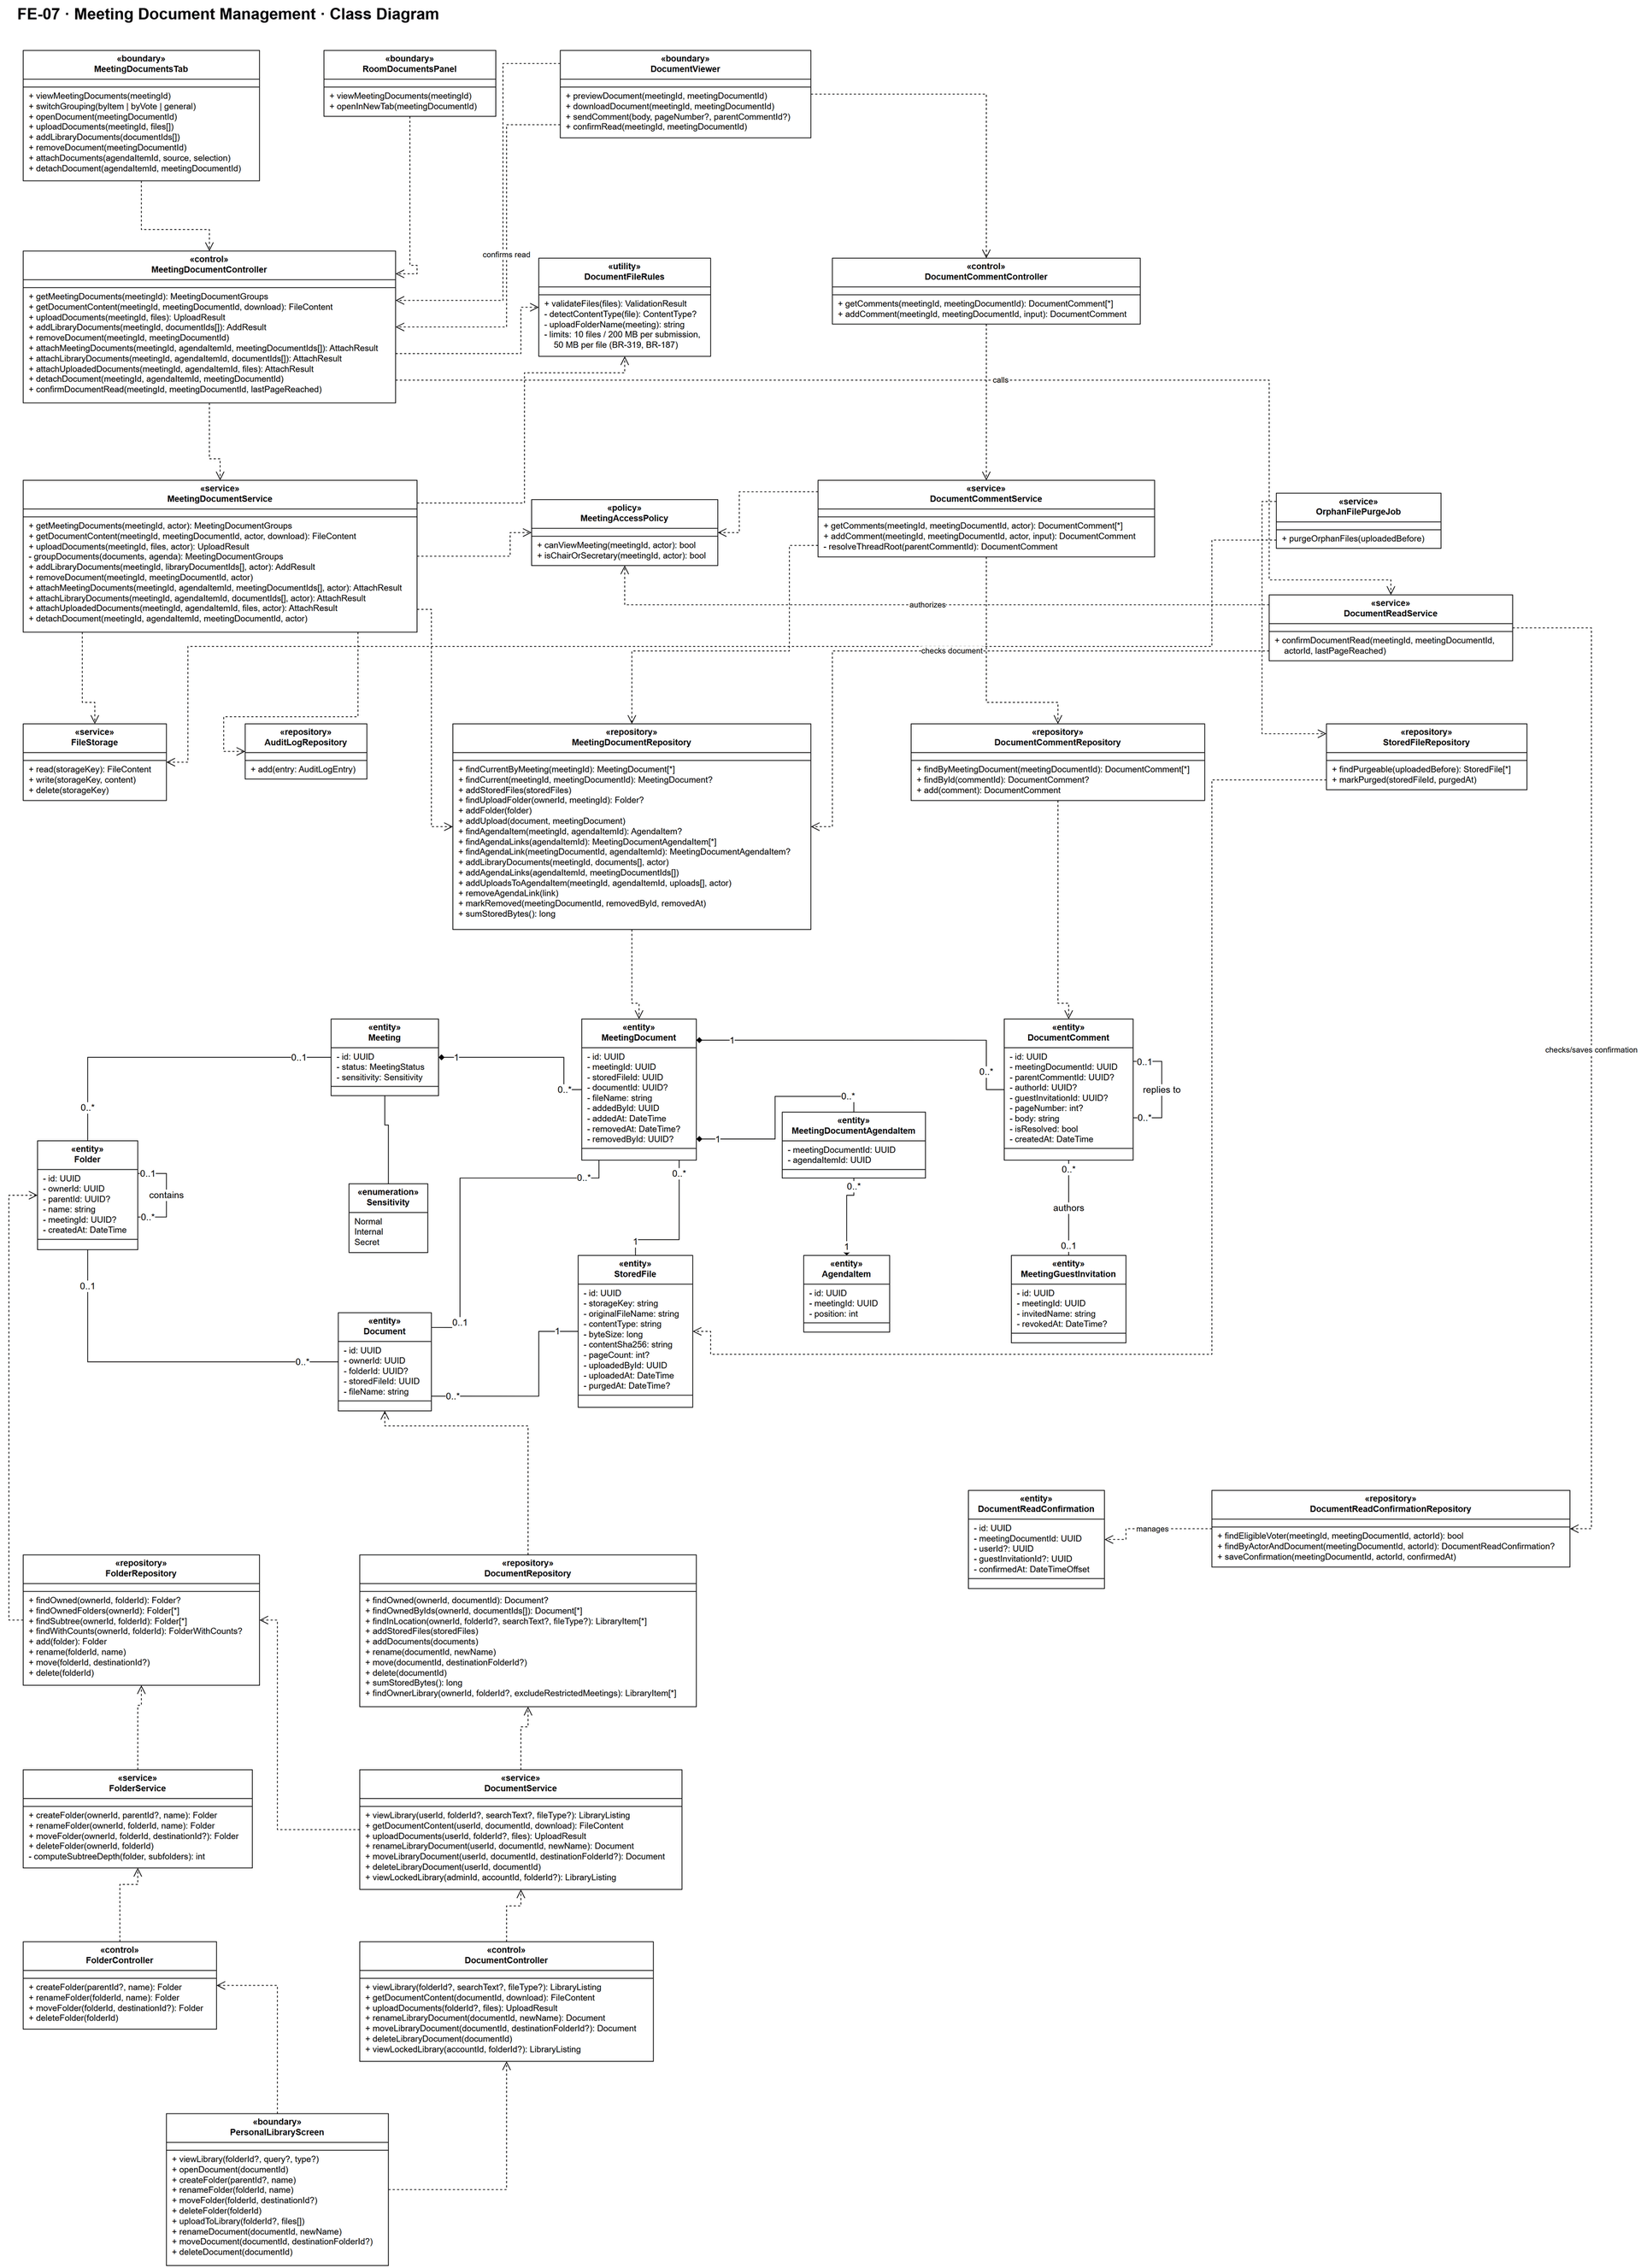 FE-07 · Meeting Document Management · Class Diagram
«boundary»
MeetingDocumentsTab
+ viewMeetingDocuments(meetingId)
+ switchGrouping(byItem | byVote | general)
+ openDocument(meetingDocumentId)
+ uploadDocuments(meetingId, files[])
+ addLibraryDocuments(documentIds[])
+ removeDocument(meetingDocumentId)
+ attachDocuments(agendaItemId, source, selection)
+ detachDocument(agendaItemId, meetingDocumentId)
«boundary»
RoomDocumentsPanel
+ viewMeetingDocuments(meetingId)
+ openInNewTab(meetingDocumentId)
«boundary»
DocumentViewer
+ previewDocument(meetingId, meetingDocumentId)
+ downloadDocument(meetingId, meetingDocumentId)
+ sendComment(body, pageNumber?, parentCommentId?)
+ confirmRead(meetingId, meetingDocumentId)
confirms read
«control»
MeetingDocumentController
+ getMeetingDocuments(meetingId): MeetingDocumentGroups
+ getDocumentContent(meetingId, meetingDocumentId, download): FileContent
+ uploadDocuments(meetingId, files): UploadResult
+ addLibraryDocuments(meetingId, documentIds[]): AddResult
+ removeDocument(meetingId, meetingDocumentId)
+ attachMeetingDocuments(meetingId, agendaItemId, meetingDocumentIds[]): AttachResult
+ attachLibraryDocuments(meetingId, agendaItemId, documentIds[]): AttachResult
+ attachUploadedDocuments(meetingId, agendaItemId, files): AttachResult
+ detachDocument(meetingId, agendaItemId, meetingDocumentId)
+ confirmDocumentRead(meetingId, meetingDocumentId, lastPageReached)
«utility»
DocumentFileRules
+ validateFiles(files): ValidationResult
- detectContentType(file): ContentType?
- uploadFolderName(meeting): string
- limits: 10 files / 200 MB per submission,
50 MB per file (BR-319, BR-187)
«control»
DocumentCommentController
+ getComments(meetingId, meetingDocumentId): DocumentComment[*]
+ addComment(meetingId, meetingDocumentId, input): DocumentComment
calls
«service»
MeetingDocumentService
+ getMeetingDocuments(meetingId, actor): MeetingDocumentGroups
+ getDocumentContent(meetingId, meetingDocumentId, actor, download): FileContent
+ uploadDocuments(meetingId, files, actor): UploadResult
- groupDocuments(documents, agenda): MeetingDocumentGroups
+ addLibraryDocuments(meetingId, libraryDocumentIds[], actor): AddResult
+ removeDocument(meetingId, meetingDocumentId, actor)
+ attachMeetingDocuments(meetingId, agendaItemId, meetingDocumentIds[], actor): AttachResult
+ attachLibraryDocuments(meetingId, agendaItemId, documentIds[], actor): AttachResult
+ attachUploadedDocuments(meetingId, agendaItemId, files, actor): AttachResult
+ detachDocument(meetingId, agendaItemId, meetingDocumentId, actor)
«policy»
MeetingAccessPolicy
+ canViewMeeting(meetingId, actor): bool
+ isChairOrSecretary(meetingId, actor): bool
«service»
DocumentCommentService
+ getComments(meetingId, meetingDocumentId, actor): DocumentComment[*]
+ addComment(meetingId, meetingDocumentId, actor, input): DocumentComment
- resolveThreadRoot(parentCommentId): DocumentComment
«service»
OrphanFilePurgeJob
+ purgeOrphanFiles(uploadedBefore)
authorizes
«service»
DocumentReadService
+ confirmDocumentRead(meetingId, meetingDocumentId,
actorId, lastPageReached)
checks document
«service»
FileStorage
+ read(storageKey): FileContent
+ write(storageKey, content)
+ delete(storageKey)
«repository»
AuditLogRepository
+ add(entry: AuditLogEntry)
«repository»
MeetingDocumentRepository
+ findCurrentByMeeting(meetingId): MeetingDocument[*]
+ findCurrent(meetingId, meetingDocumentId): MeetingDocument?
+ addStoredFiles(storedFiles)
+ findUploadFolder(ownerId, meetingId): Folder?
+ addFolder(folder)
+ addUpload(document, meetingDocument)
+ findAgendaItem(meetingId, agendaItemId): AgendaItem?
+ findAgendaLinks(agendaItemId): MeetingDocumentAgendaItem[*]
+ findAgendaLink(meetingDocumentId, agendaItemId): MeetingDocumentAgendaItem?
+ addLibraryDocuments(meetingId, documents[], actor)
+ addAgendaLinks(agendaItemId, meetingDocumentIds[])
+ addUploadsToAgendaItem(meetingId, agendaItemId, uploads[], actor)
+ removeAgendaLink(link)
+ markRemoved(meetingDocumentId, removedById, removedAt)
+ sumStoredBytes(): long
«repository»
DocumentCommentRepository
+ findByMeetingDocument(meetingDocumentId): DocumentComment[*]
+ findById(commentId): DocumentComment?
+ add(comment): DocumentComment
«repository»
StoredFileRepository
+ findPurgeable(uploadedBefore): StoredFile[*]
+ markPurged(storedFileId, purgedAt)
«entity»
Meeting
- id: UUID
- status: MeetingStatus
- sensitivity: Sensitivity
0..1
0..*
1
0..*
«entity»
MeetingDocument
- id: UUID
- meetingId: UUID
- storedFileId: UUID
- documentId: UUID?
- fileName: string
- addedById: UUID
- addedAt: DateTime
- removedAt: DateTime?
- removedById: UUID?
1
0..*
1
0..*
«entity»
MeetingDocumentAgendaItem
- meetingDocumentId: UUID
- agendaItemId: UUID
0..*
1
«entity»
DocumentComment
- id: UUID
- meetingDocumentId: UUID
- parentCommentId: UUID?
- authorId: UUID?
- guestInvitationId: UUID?
- pageNumber: int?
- body: string
- isResolved: bool
- createdAt: DateTime
0..1
replies to
0..*
0..*
authors
0..1
checks/saves confirmation
«entity»
Folder
- id: UUID
- ownerId: UUID
- parentId: UUID?
- name: string
- meetingId: UUID?
- createdAt: DateTime
0..1
contains
0..*
0..1
0..*
«enumeration»
Sensitivity
Normal
Internal
Secret
0..*
0..1
0..*
1
«entity»
StoredFile
- id: UUID
- storageKey: string
- originalFileName: string
- contentType: string
- byteSize: long
- contentSha256: string
- pageCount: int?
- uploadedById: UUID
- uploadedAt: DateTime
- purgedAt: DateTime?
«entity»
AgendaItem
- id: UUID
- meetingId: UUID
- position: int
«entity»
MeetingGuestInvitation
- id: UUID
- meetingId: UUID
- invitedName: string
- revokedAt: DateTime?
«entity»
Document
- id: UUID
- ownerId: UUID
- folderId: UUID?
- storedFileId: UUID
- fileName: string
1
0..*
«entity»
DocumentReadConfirmation
- id: UUID
- meetingDocumentId: UUID
- userId?: UUID
- guestInvitationId?: UUID
- confirmedAt: DateTimeOffset
manages
«repository»
DocumentReadConfirmationRepository
+ findEligibleVoter(meetingId, meetingDocumentId, actorId): bool
+ findByActorAndDocument(meetingDocumentId, actorId): DocumentReadConfirmation?
+ saveConfirmation(meetingDocumentId, actorId, confirmedAt)
«repository»
FolderRepository
+ findOwned(ownerId, folderId): Folder?
+ findOwnedFolders(ownerId): Folder[*]
+ findSubtree(ownerId, folderId): Folder[*]
+ findWithCounts(ownerId, folderId): FolderWithCounts?
+ add(folder): Folder
+ rename(folderId, name)
+ move(folderId, destinationId?)
+ delete(folderId)
«repository»
DocumentRepository
+ findOwned(ownerId, documentId): Document?
+ findOwnedByIds(ownerId, documentIds[]): Document[*]
+ findInLocation(ownerId, folderId?, searchText?, fileType?): LibraryItem[*]
+ addStoredFiles(storedFiles)
+ addDocuments(documents)
+ rename(documentId, newName)
+ move(documentId, destinationFolderId?)
+ delete(documentId)
+ sumStoredBytes(): long
+ findOwnerLibrary(ownerId, folderId?, excludeRestrictedMeetings): LibraryItem[*]
«service»
FolderService
+ createFolder(ownerId, parentId?, name): Folder
+ renameFolder(ownerId, folderId, name): Folder
+ moveFolder(ownerId, folderId, destinationId?): Folder
+ deleteFolder(ownerId, folderId)
- computeSubtreeDepth(folder, subfolders): int
«service»
DocumentService
+ viewLibrary(userId, folderId?, searchText?, fileType?): LibraryListing
+ getDocumentContent(userId, documentId, download): FileContent
+ uploadDocuments(userId, folderId?, files): UploadResult
+ renameLibraryDocument(userId, documentId, newName): Document
+ moveLibraryDocument(userId, documentId, destinationFolderId?): Document
+ deleteLibraryDocument(userId, documentId)
+ viewLockedLibrary(adminId, accountId, folderId?): LibraryListing
«control»
FolderController
+ createFolder(parentId?, name): Folder
+ renameFolder(folderId, name): Folder
+ moveFolder(folderId, destinationId?): Folder
+ deleteFolder(folderId)
«control»
DocumentController
+ viewLibrary(folderId?, searchText?, fileType?): LibraryListing
+ getDocumentContent(documentId, download): FileContent
+ uploadDocuments(folderId?, files): UploadResult
+ renameLibraryDocument(documentId, newName): Document
+ moveLibraryDocument(documentId, destinationFolderId?): Document
+ deleteLibraryDocument(documentId)
+ viewLockedLibrary(accountId, folderId?): LibraryListing
«boundary»
PersonalLibraryScreen
+ viewLibrary(folderId?, query?, type?)
+ openDocument(documentId)
+ createFolder(parentId?, name)
+ renameFolder(folderId, name)
+ moveFolder(folderId, destinationId?)
+ deleteFolder(folderId)
+ uploadToLibrary(folderId?, files[])
+ renameDocument(documentId, newName)
+ moveDocument(documentId, destinationFolderId?)
+ deleteDocument(documentId)